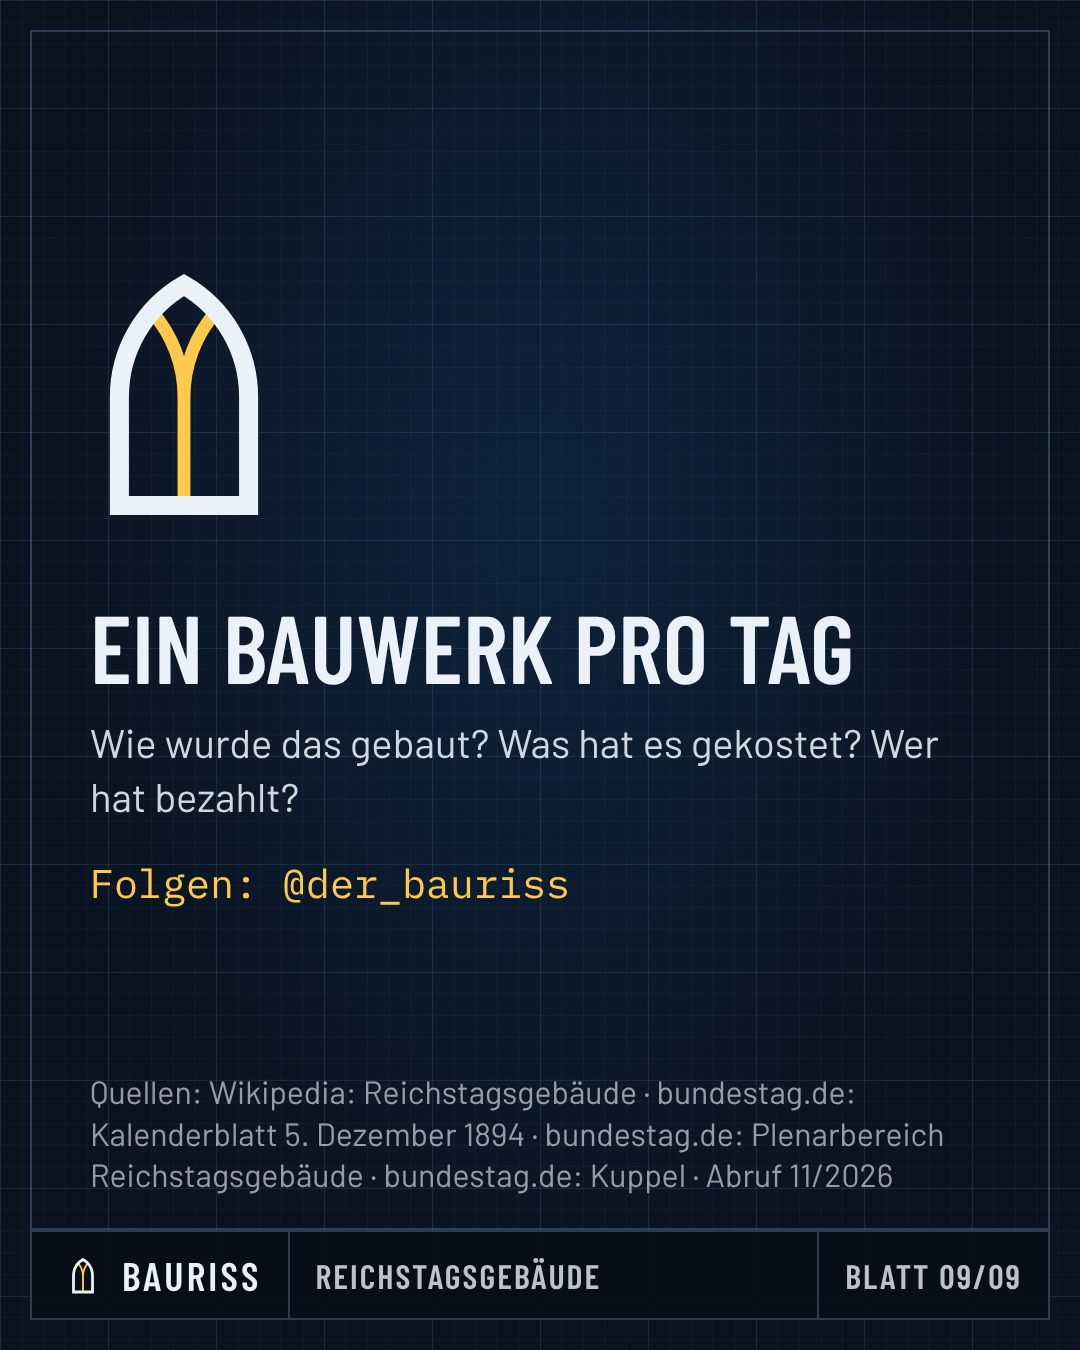 EIN BAUWERK PRO TAG
Wie wurde das gebaut? Was hat es gekostet? Wer
hat bezahlt?
Folgen: @der_bauriss
Quellen: Wikipedia: Reichstagsgebäude · bundestag.de:
Kalenderblatt 5. Dezember 1894 · bundestag.de: Plenarbereich
Reichstagsgebäude · bundestag.de: Kuppel · Abruf 11/2026
BAURISS
REICHSTAGSGEBÄUDE
BLATT 09/09